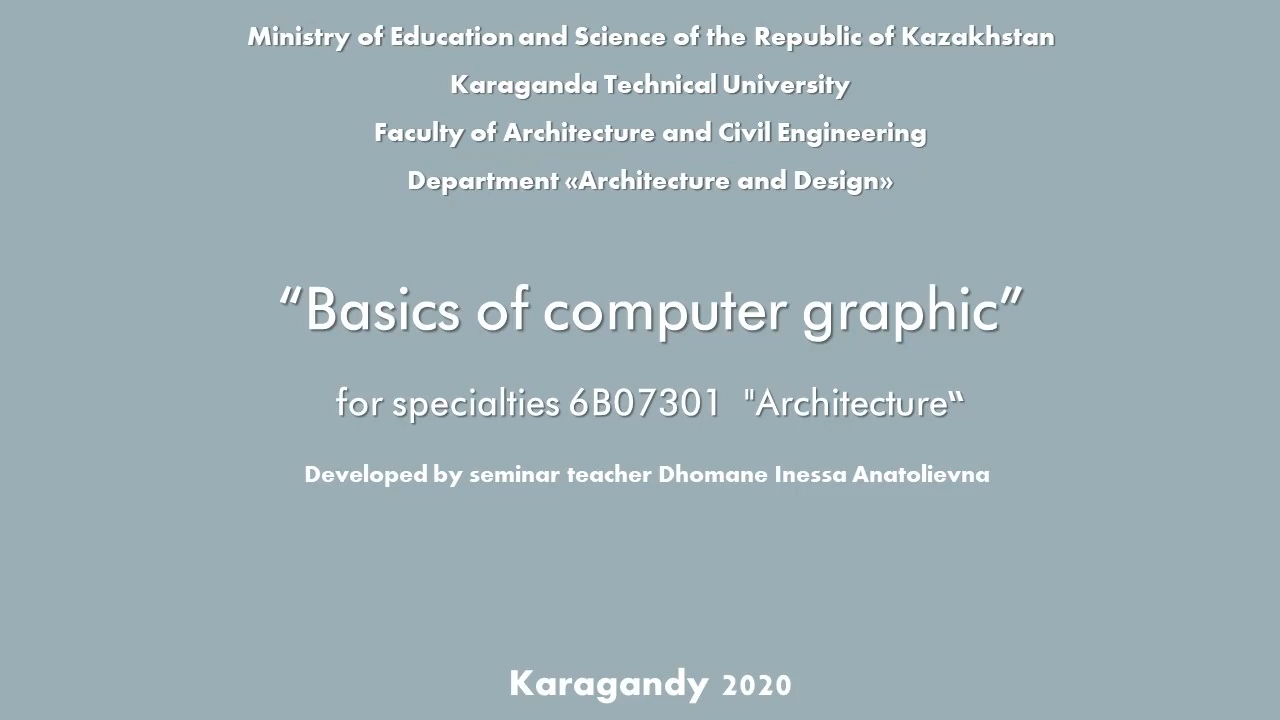 Ministry of Education and Science of the Republic of Kazakhstan
Karaganda Technical University
Faculty of Architecture and Civil Engineering
Department «Architecture and Design»
“Basics of computer graphic”
for specialties 6B07301 "Architecture“
Developed by seminar teacher Dhomane Inessa Anatolievna
Karagandy 2020